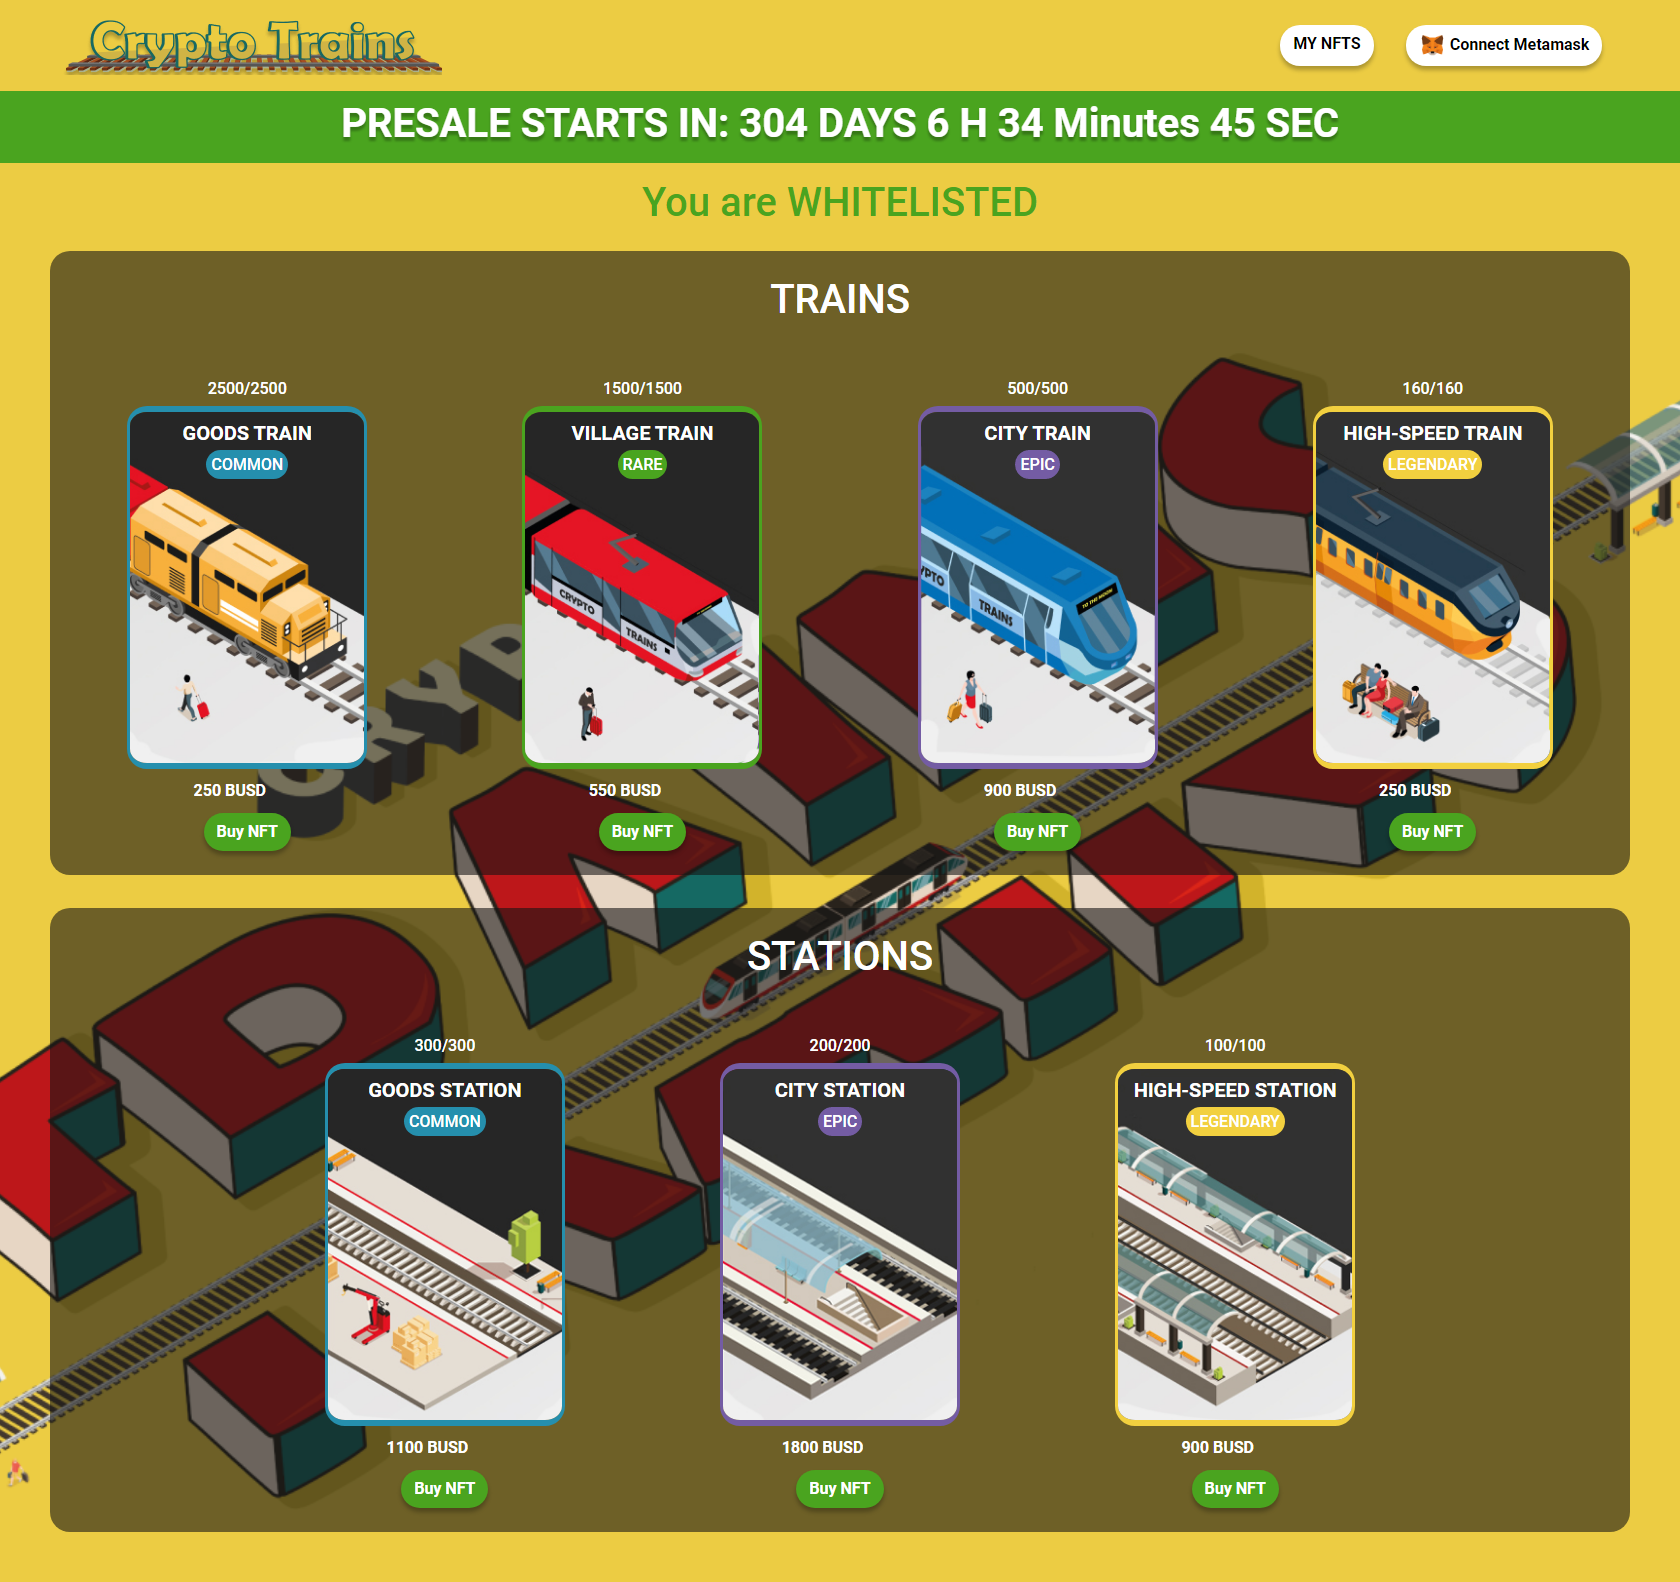 Crypto Trains
MY NFTS
Connect Metamask
PRESALE STARTS IN: 304 DAYS 6 H 34 Minutes 45 SEC
You are WHITELISTED
TRAINS
2500/2500
1500/1500
500/500
160/160
GOODS TRAIN
VILLAGE TRAIN
CITY TRAIN
HIGH-SPEED TRAIN
COMMON
RARE
EPIC
LEGENDARY
CRYPTO
TRAINS
YPTO
TRAINS
TO THE MOON
CRYP
250 BUSD
550 BUSD
900 BUSD
250 BUSD
Buy NFT
Buy NFT
Buy NFT
Buy NFT
STATIONS
300/300
200/200
100/100
GOODS STATION
CITY STATION
HIGH-SPEED STATION
COMMON
EPIC
LEGENDARY
1100 BUSD
1800 BUSD
900 BUSD
Buy NFT
Buy NFT
Buy NFT